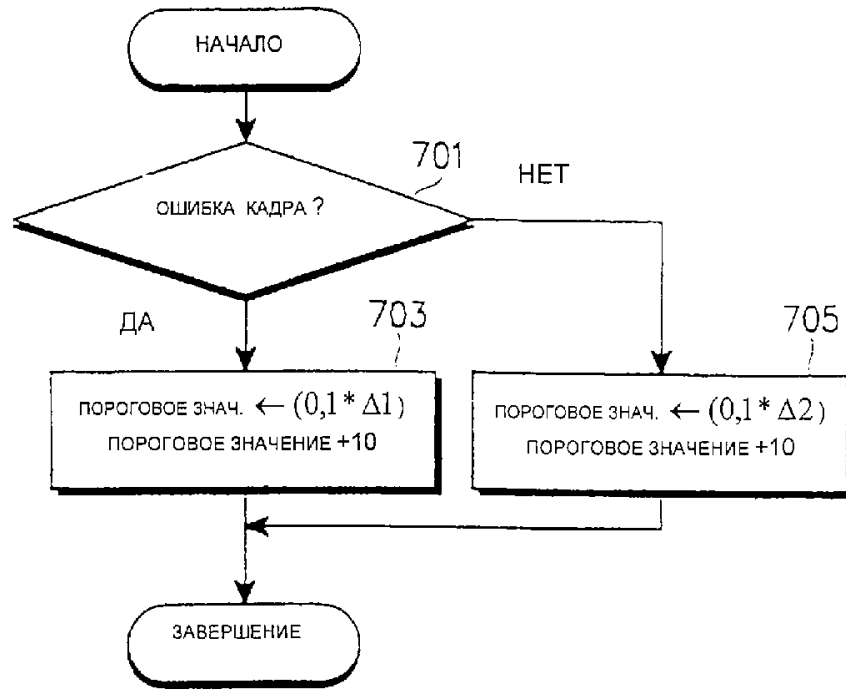 НАЧАЛО
701
ОШИБКА КАДРА ?
НЕТ
ДА
703
ПОРОГОВОЕ ЗНАЧ. ← (0,1 * Δ1)
ПОРОГОВОЕ ЗНАЧЕНИЕ +10
705
ПОРОГОВОЕ ЗНАЧ. ← (0,1 * Δ2)
ПОРОГОВОЕ ЗНАЧЕНИЕ +10
ЗАВЕРШЕНИЕ